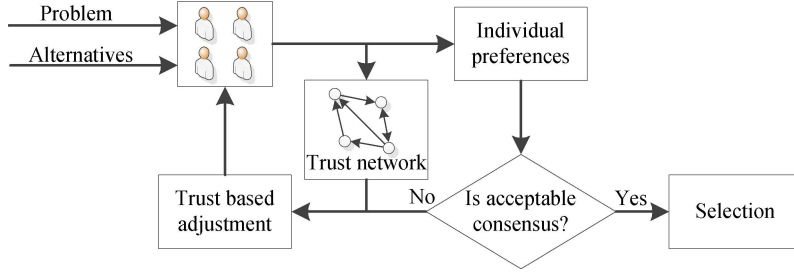 Problem
Alternatives
Individual
preferences
Trust network
Trust based
adjustment
No
Is acceptable
consensus?
Yes
Selection